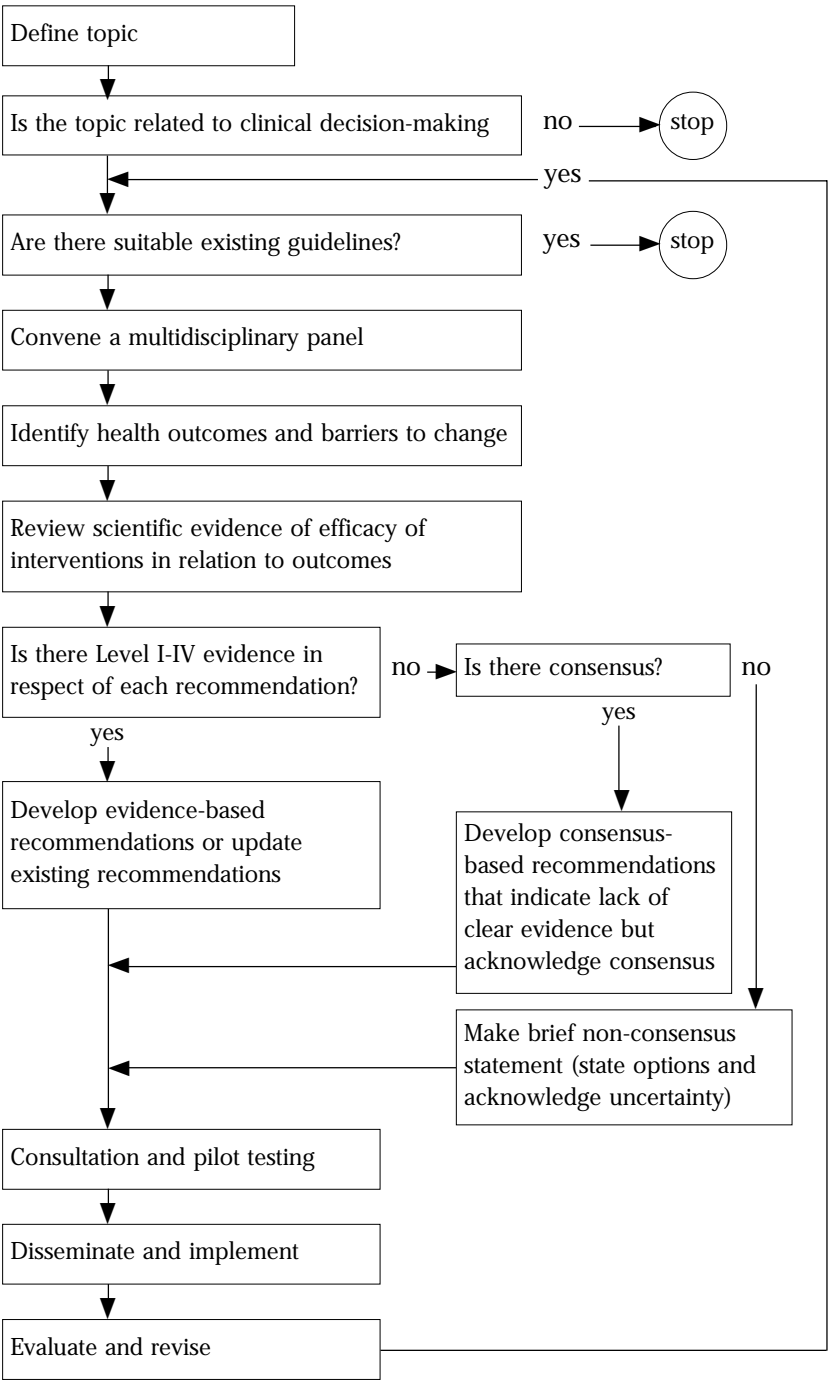 Define topic
Is the topic related to clinical decision-making
no
stop
yes
Are there suitable existing guidelines?
yes
stop
Convene a multidisciplinary panel
Identify health outcomes and barriers to change
Review scientific evidence of efficacy of
interventions in relation to outcomes
Is there Level I-IV evidence in
respect of each recommendation?
no
Is there consensus?
no
yes
yes
Develop evidence-based
recommendations or update
existing recommendations
Develop consensus-
based recommendations
that indicate lack of
clear evidence but
acknowledge consensus
Make brief non-consensus
statement (state options and
acknowledge uncertainty)
Consultation and pilot testing
Disseminate and implement
Evaluate and revise